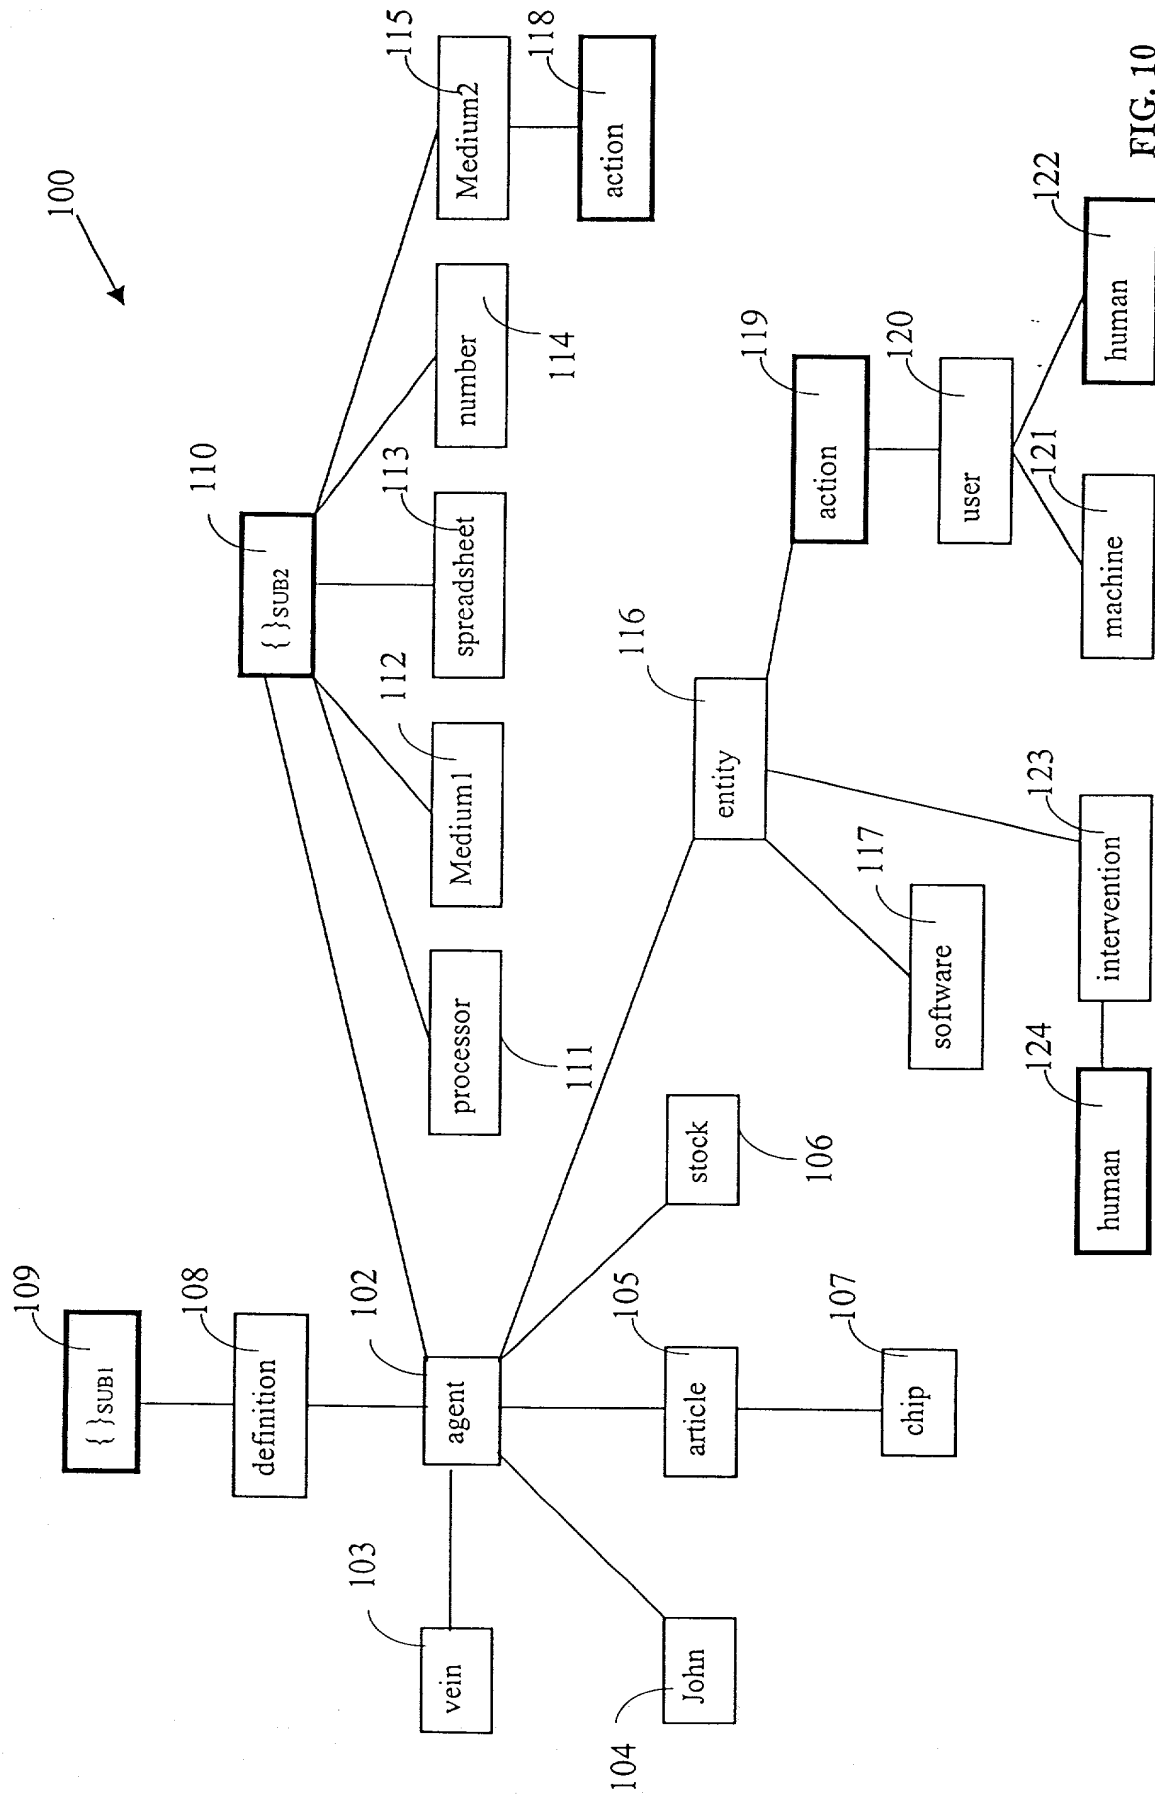 100
109
{ }SUB1
108
definition
102
agent
103
vein
104
John
105
article
107
chip
106
stock
110
{ }SUB2
111
processor
112
Medium1
113
spreadsheet
114
number
115
Medium2
118
action
116
entity
117
software
119
action
120
user
121
machine
122
human
123
intervention
124
human
FIG. 10